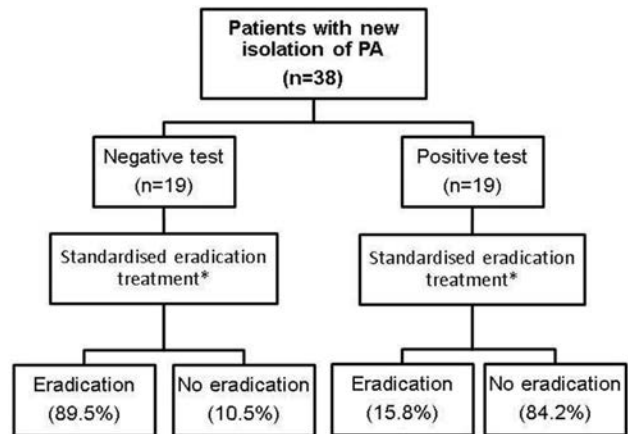 Patients with new
isolation of PA
(n=38)
Negative test
(n=19)
Positive test
(n=19)
Standardised eradication
treatment*
Standardised eradication
treatment*
Eradication
(89.5%)
No eradication
(10.5%)
Eradication
(15.8%)
No eradication
(84.2%)